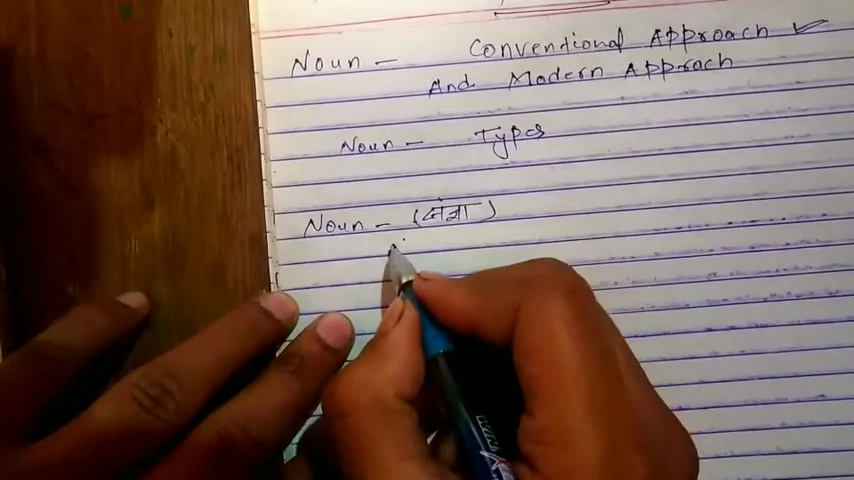 Noun - Conventional Approach ✓
And Modern Approach
Noun - Types
Noun - (संज्ञा)